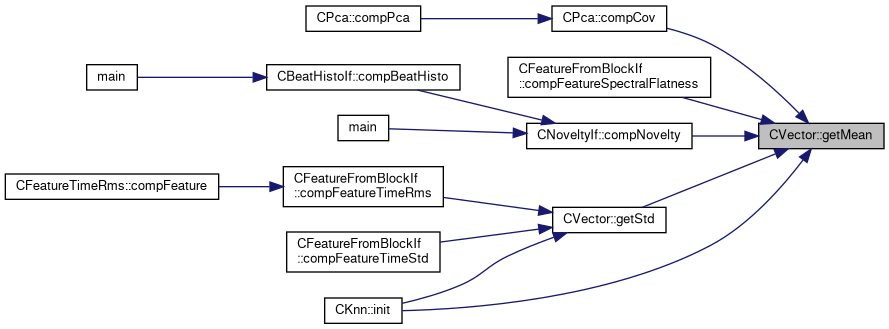 CPca::compPca
CPca::compCov
main
CBeatHistoIf::compBeatHisto
CFeatureFromBlockIf
::compFeatureSpectralFlatness
main
CNoveltyIf::compNovelty
CVector::getMean
CFeatureTimeRms::compFeature
CFeatureFromBlockIf
::compFeatureTimeRms
CVector::getStd
CFeatureFromBlockIf
::compFeatureTimeStd
CKnn::init